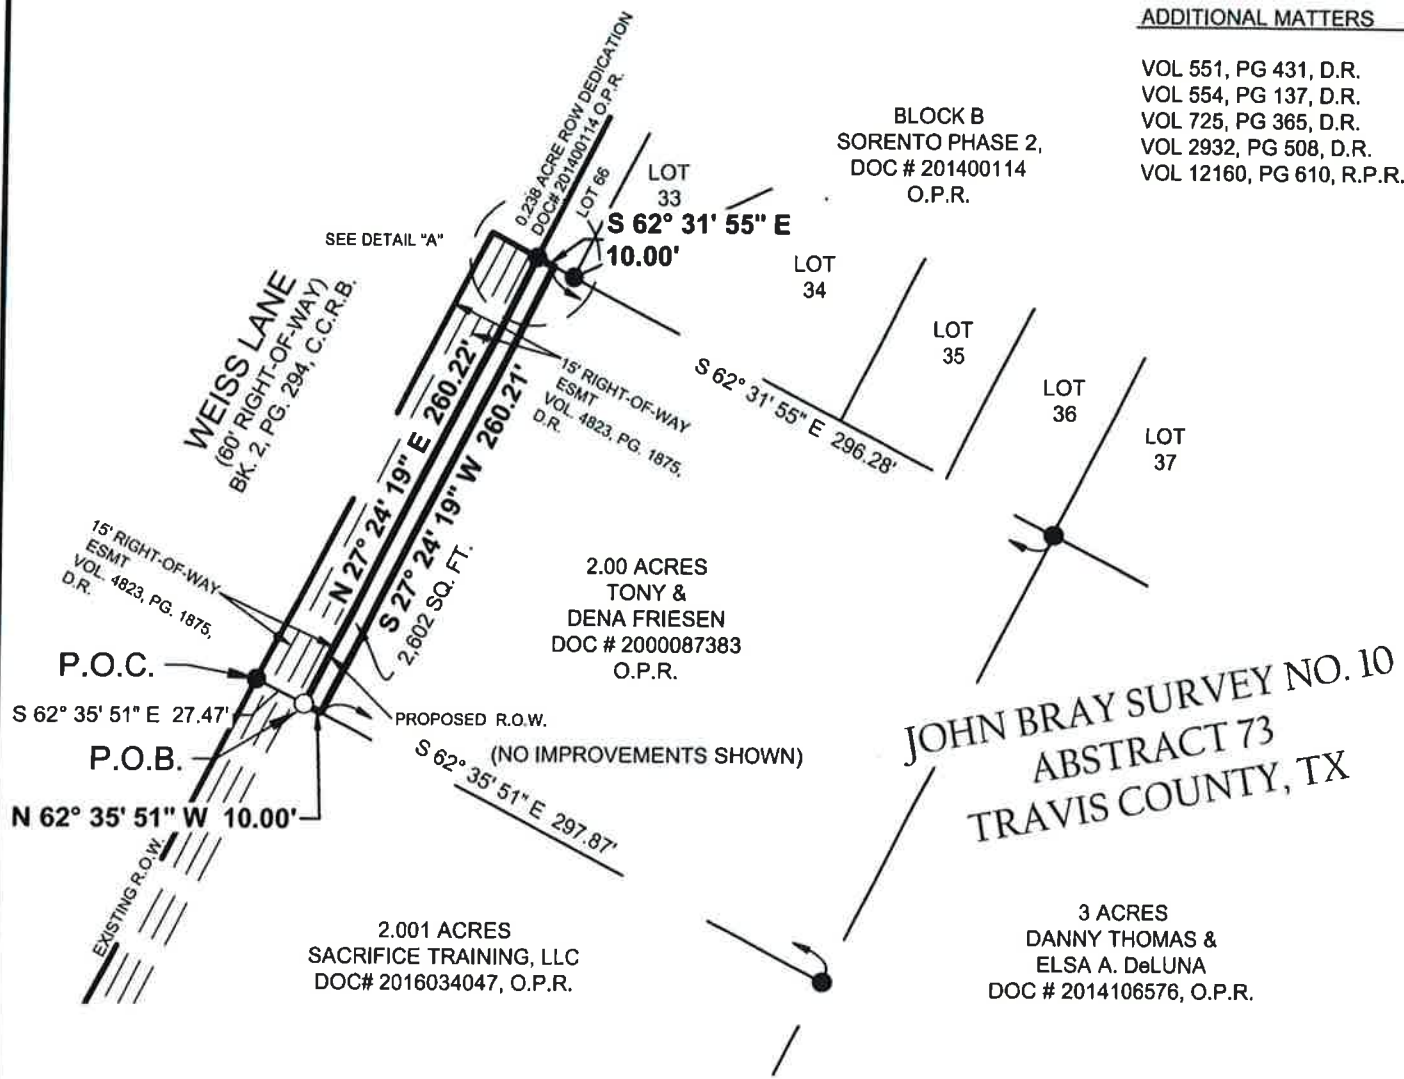 ADDITIONAL MATTERS
VOL 551, PG 431, D.R.
VOL 554, PG 137, D.R.
VOL 725, PG 365, D.R.
VOL 2932, PG 508, D.R.
VOL 12160, PG 610, R.P.R.
0.238 ACRE ROW DEDICATION
DOC# 201400114 O.P.R.
LOT 66
LOT
33
BLOCK B
SORENTO PHASE 2,
DOC # 201400114
O.P.R.
S 62° 31' 55" E
10.00'
SEE DETAIL "A"
LOT
34
LOT
35
LOT
36
LOT
37
WEISS LANE
(60' RIGHT-OF-WAY)
BK. 2, PG. 294, C.C.R.B.
15' RIGHT-OF-WAY
ESMT
VOL. 4823, PG. 1875,
D.R.
S 62° 31' 55" E 296.28'
N 27° 24' 19" E 260.22'
S 27° 24' 19" W 260.21'
2,602 SQ. FT.
15' RIGHT-OF-WAY
ESMT
VOL. 4823, PG. 1875,
D.R.
2.00 ACRES
TONY &
DENA FRIESEN
DOC # 2000087383
O.P.R.
P.O.C.
S 62° 35' 51" E 27.47'
P.O.B.
PROPOSED R.O.W.
(NO IMPROVEMENTS SHOWN)
S 62° 35' 51" E 297.87'
N 62° 35' 51" W 10.00'
JOHN BRAY SURVEY NO. 10
ABSTRACT 73
TRAVIS COUNTY, TX
EXISTING R.O.W.
2.001 ACRES
SACRIFICE TRAINING, LLC
DOC# 2016034047, O.P.R.
3 ACRES
DANNY THOMAS &
ELSA A. DeLUNA
DOC # 2014106576, O.P.R.